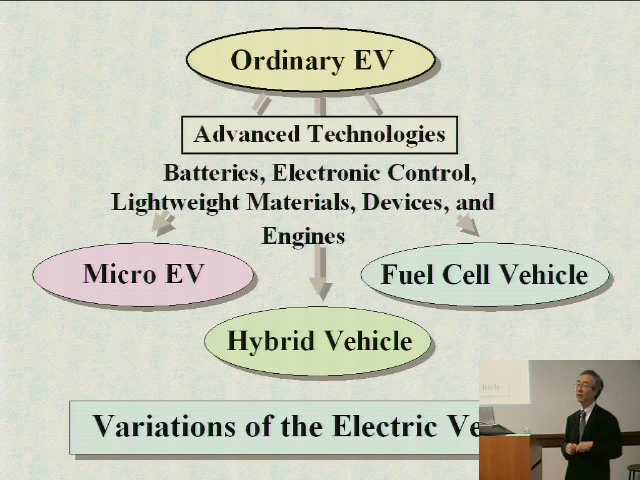 Ordinary EV
Advanced Technologies
Batteries, Electronic Control,
Lightweight Materials, Devices, and
Engines
Micro EV
Fuel Cell Vehicle
Hybrid Vehicle
Variations of the Electric Ve